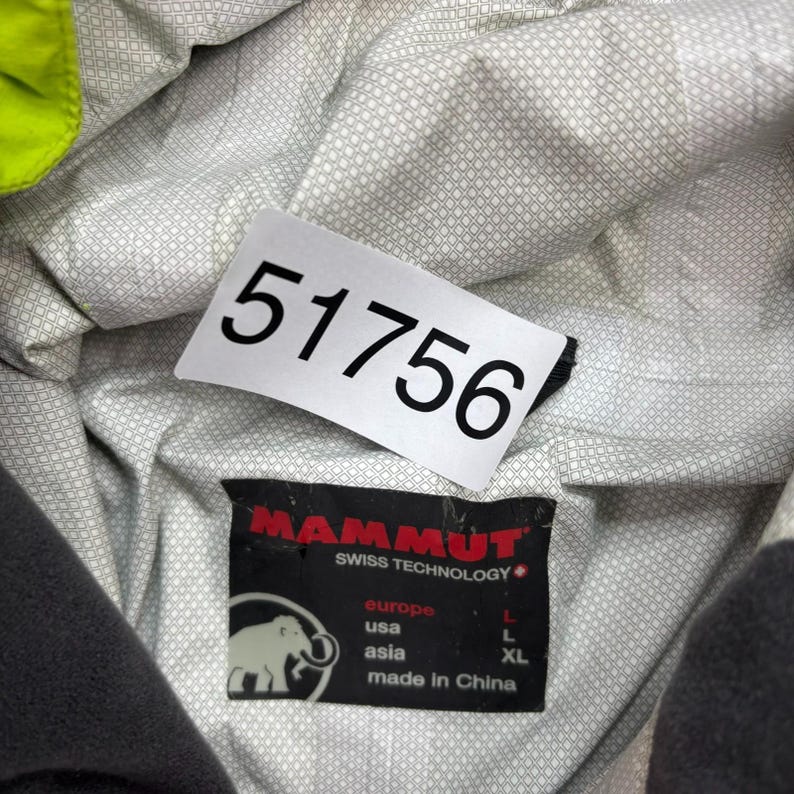 51756
MAMMUT
SWISS TECHNOLOGY
europe L
usa L
asia XL
made in China